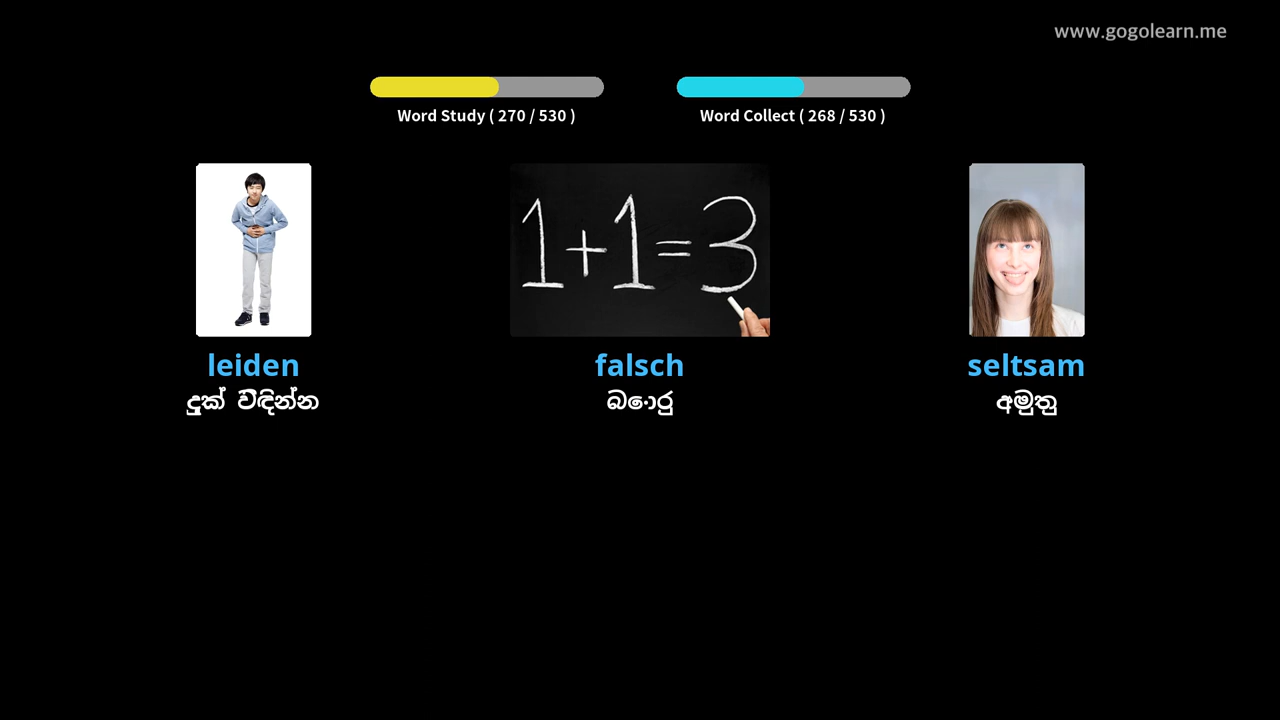 www.gogolearn.me
Word Study ( 270 / 530 )
Word Collect ( 268 / 530 )
1+1=3
leiden
falsch
seltsam
දුක් විඳින්න
බොරු
අමුතු